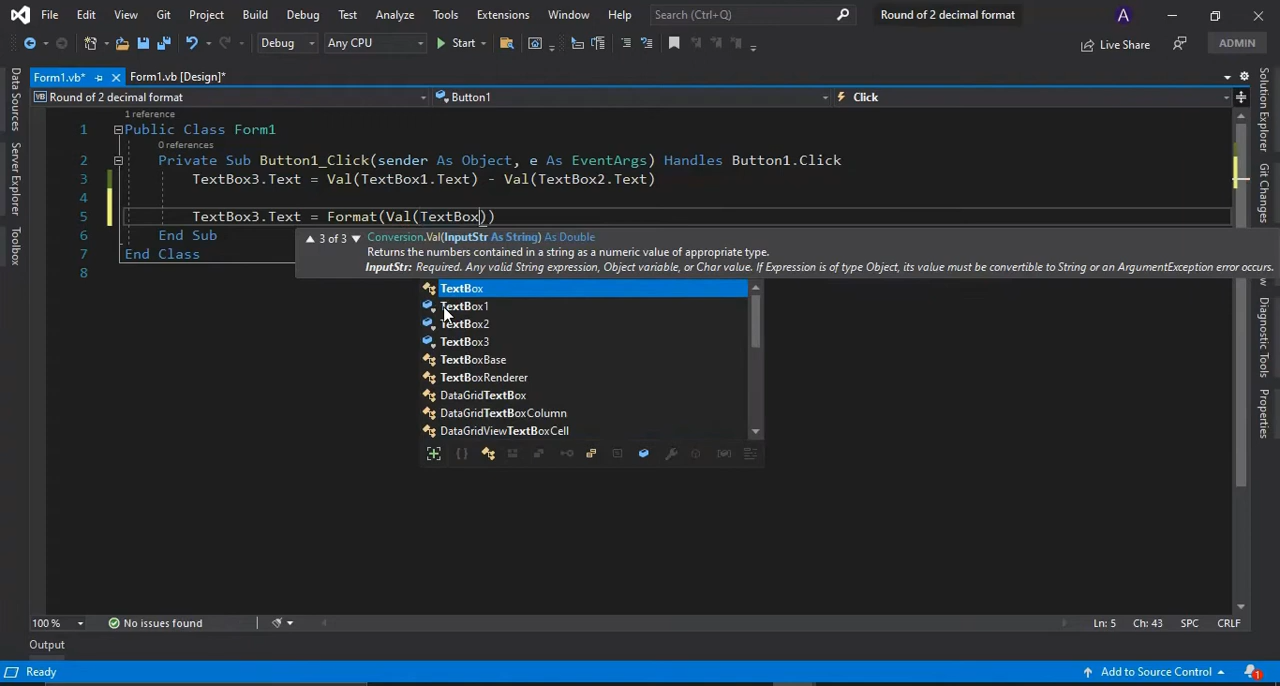 File Edit View Git Project Build Debug Test Analyze Tools Extensions Window Help Search (Ctrl+Q) Round of 2 decimal format A
Debug Any CPU Start Live Share ADMIN
Form1.vb* Form1.vb [Design]*
VB Round of 2 decimal format Button1 Click
1 reference
1 Public Class Form1
0 references
2 Private Sub Button1_Click(sender As Object, e As EventArgs) Handles Button1.Click
3 TextBox3.Text = Val(TextBox1.Text) - Val(TextBox2.Text)
4
5 TextBox3.Text = Format(Val(TextBox))
6 End Sub
7 End Class
8
▲ 3 of 3 ▼ Conversion.Val(InputStr As String) As Double
Returns the numbers contained in a string as a numeric value of appropriate type.
InputStr: Required. Any valid String expression, Object variable, or Char value. If Expression is of type Object, its value must be convertible to String or an ArgumentException error occurs.
TextBox
TextBox1
TextBox2
TextBox3
TextBoxBase
TextBoxRenderer
DataGridTextBox
DataGridTextBoxColumn
DataGridViewTextBoxCell
Data Sources
Server Explorer
Toolbox
Solution Explorer
Git Changes
Diagnostic Tools
Properties
100 % No issues found Ln: 5 Ch: 43 SPC CRLF
Output
Ready Add to Source Control 1